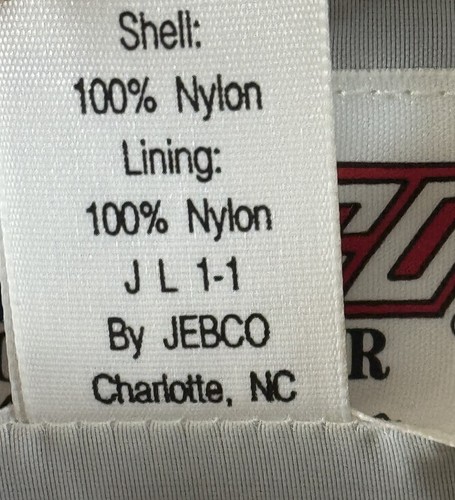 Shell:
100% Nylon
Lining:
100% Nylon
J L 1-1
By JEBCO
Charlotte, NC